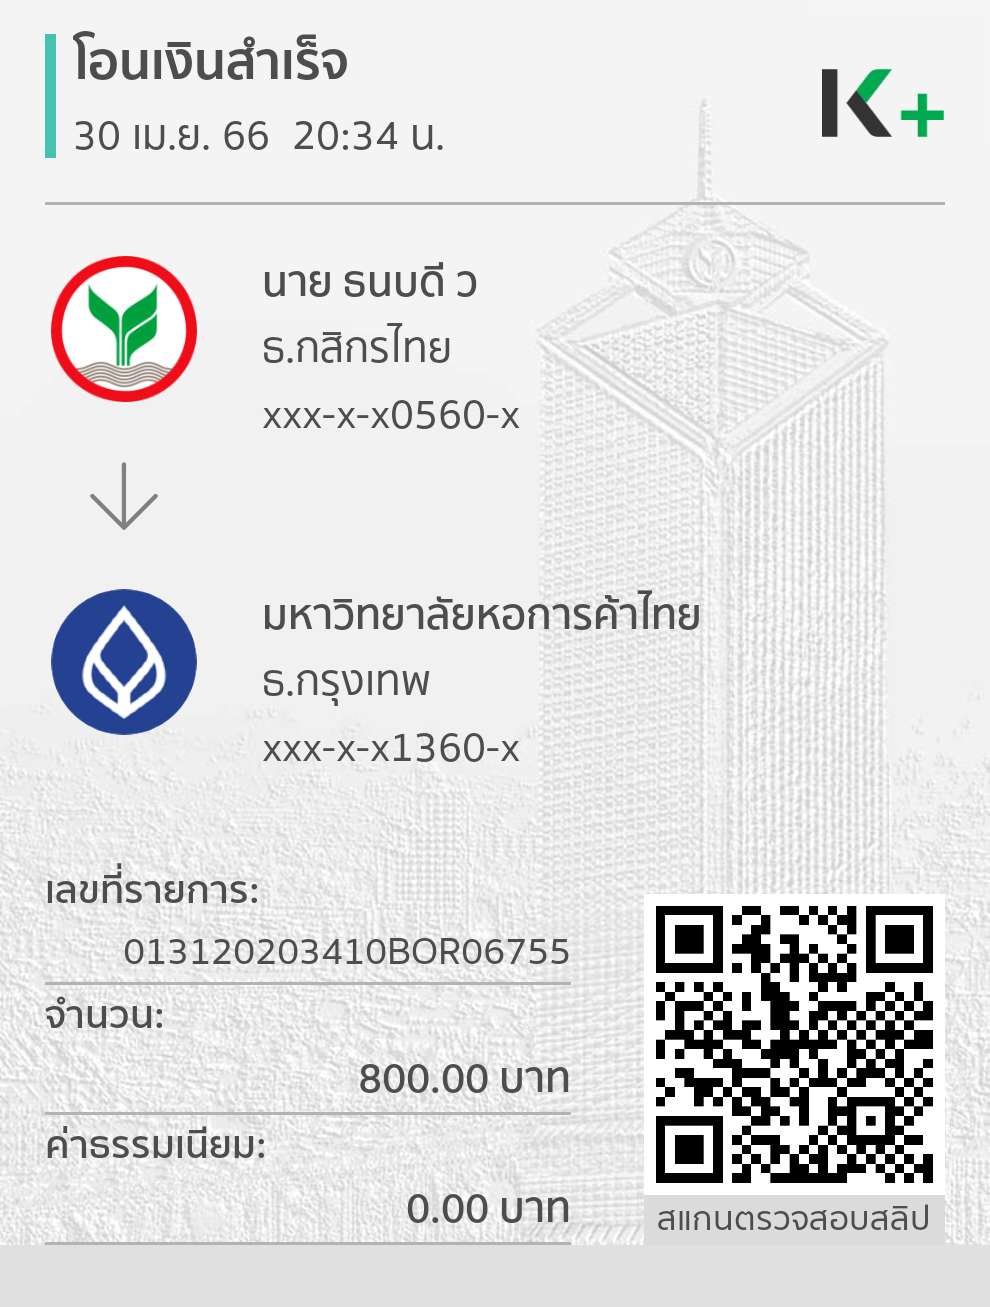 โอนเงินสำเร็จ
30 เม.ย. 66 20:34 น.
K+
นาย ธนบดี ว
ธ.กสิกรไทย
xxx-x-x0560-x
มหาวิทยาลัยหอการค้าไทย
ธ.กรุงเทพ
xxx-x-x1360-x
เลขที่รายการ:
013120203410BOR06755
จำนวน:
800.00 บาท
ค่าธรรมเนียม:
0.00 บาท
สแกนตรวจสอบสลิป